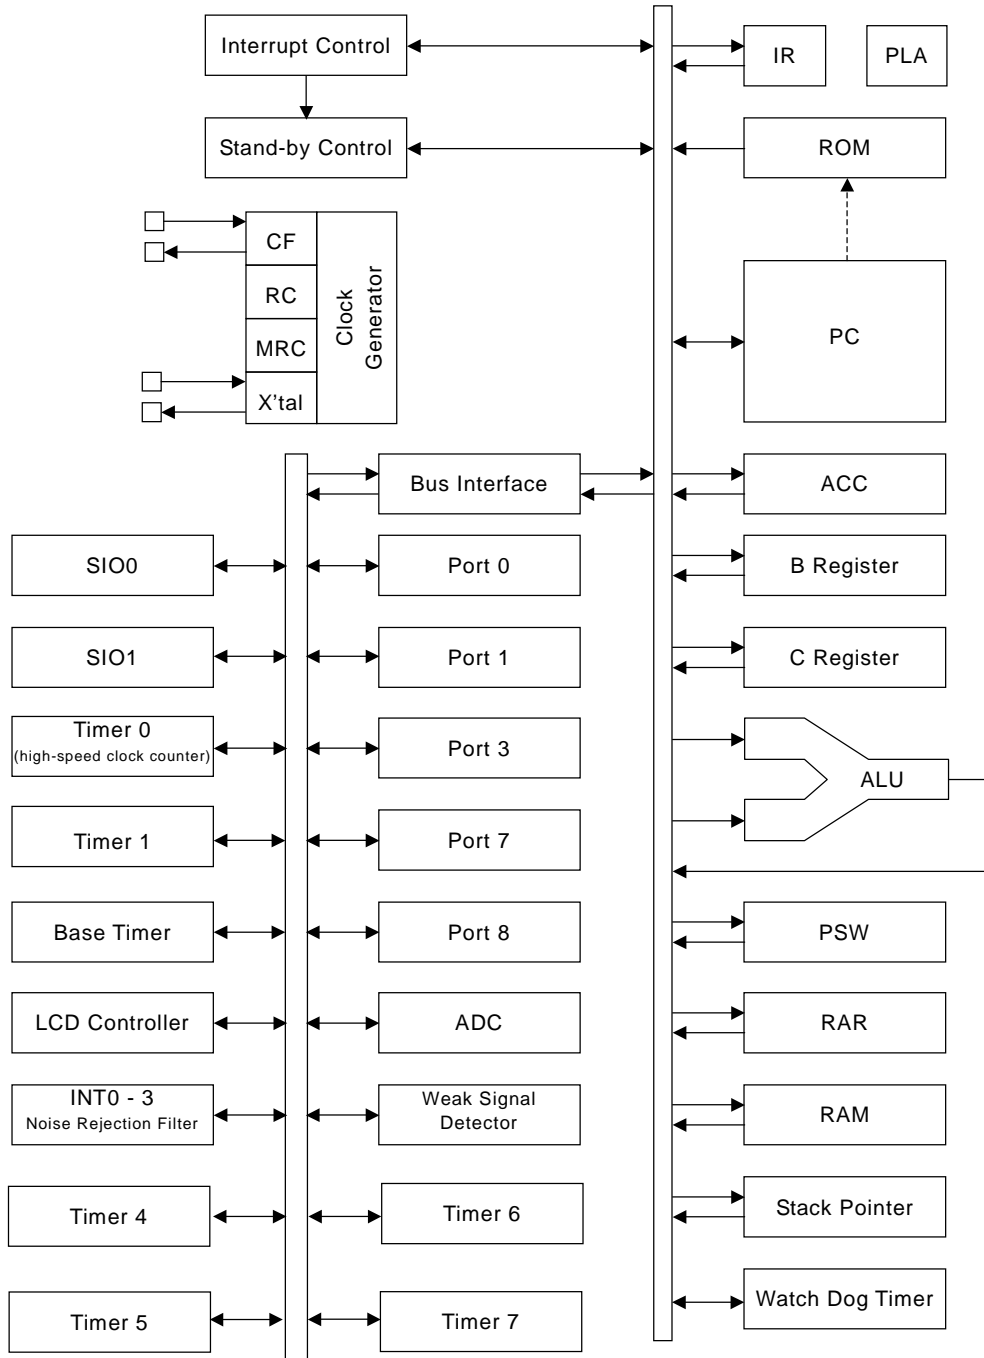 Interrupt Control
IR
PLA
Stand-by Control
ROM
CF
RC
MRC
X'tal
Clock
Generator
PC
Bus Interface
ACC
SIO0
Port 0
B Register
SIO1
Port 1
C Register
Timer 0
(high-speed clock counter)
Port 3
ALU
Timer 1
Port 7
Base Timer
Port 8
PSW
LCD Controller
ADC
RAR
INT0 - 3
Noise Rejection Filter
Weak Signal
Detector
RAM
Timer 4
Timer 6
Stack Pointer
Timer 5
Timer 7
Watch Dog Timer